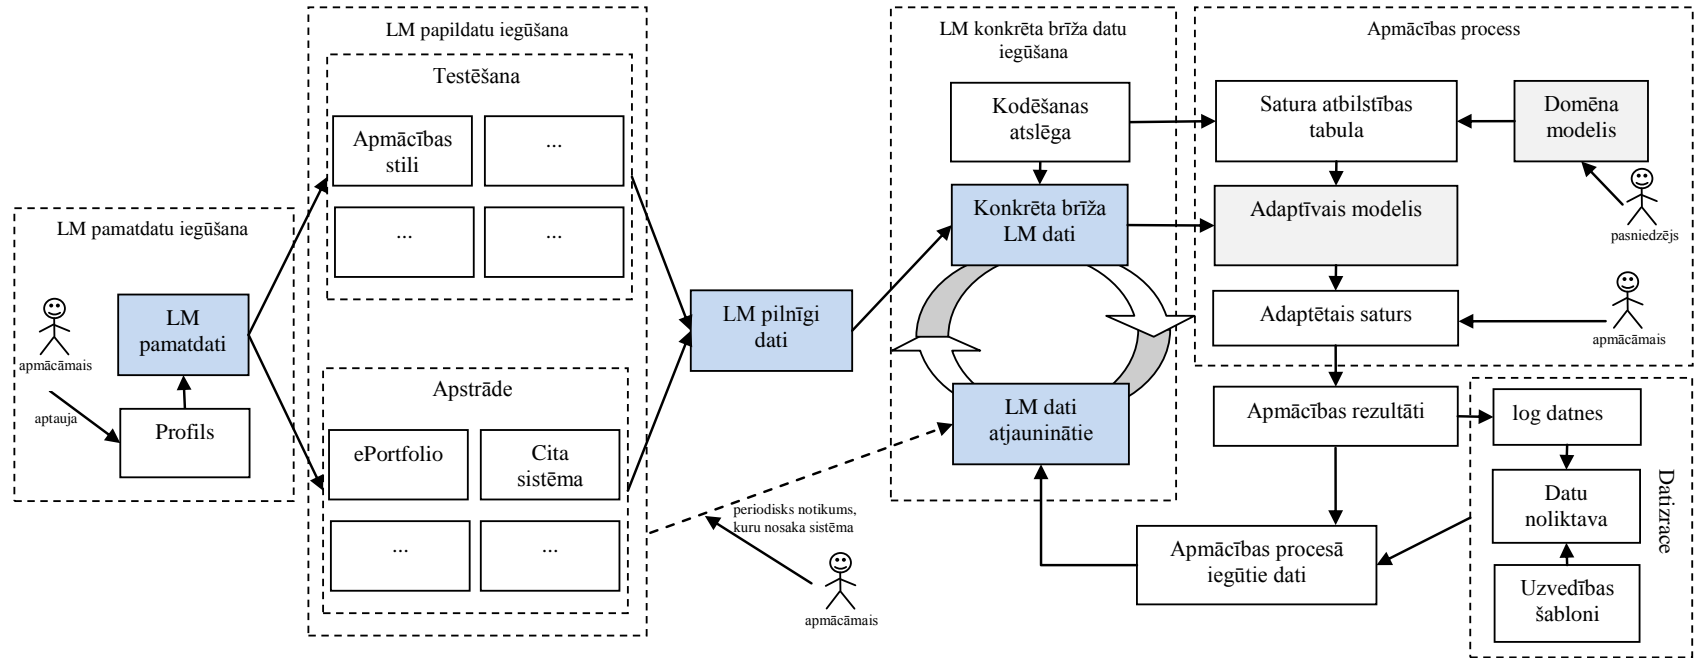 LM pamatdatu iegūšana
apmācāmais
LM
pamatdati
aptauja
Profils
LM papildatu iegūšana
Testēšana
Apmācības
stili
...
...
...
Apstrāde
ePortfolio
Cita
sistēma
...
...
LM pilnīgi
dati
periodisks notikums,
kuru nosaka sistēma
apmācāmais
LM konkrēta brīža datu
iegūšana
Kodēšanas
atslēga
Konkrēta brīža
LM dati
LM dati
atjauninātie
Apmācības process
Satura atbilstības
tabula
Domēna
modelis
pasniedzējs
Adaptīvais modelis
Adaptētais saturs
apmācāmais
Apmācības rezultāti
Apmācības procesā
iegūtie dati
log datnes
Datu
noliktava
Uzvedības
šabloni
Datizrace